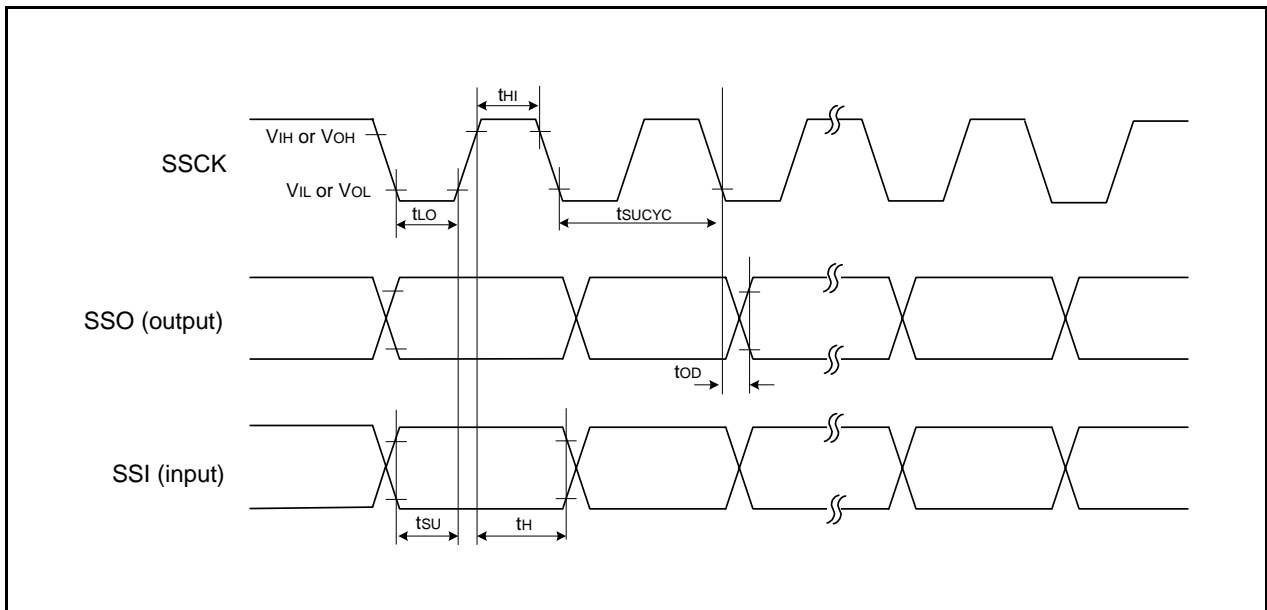 tHI
VIH or VOH
SSCK
VIL or VOL
tLO
tSUCYC
SSO (output)
tOD
SSI (input)
tSU
tH